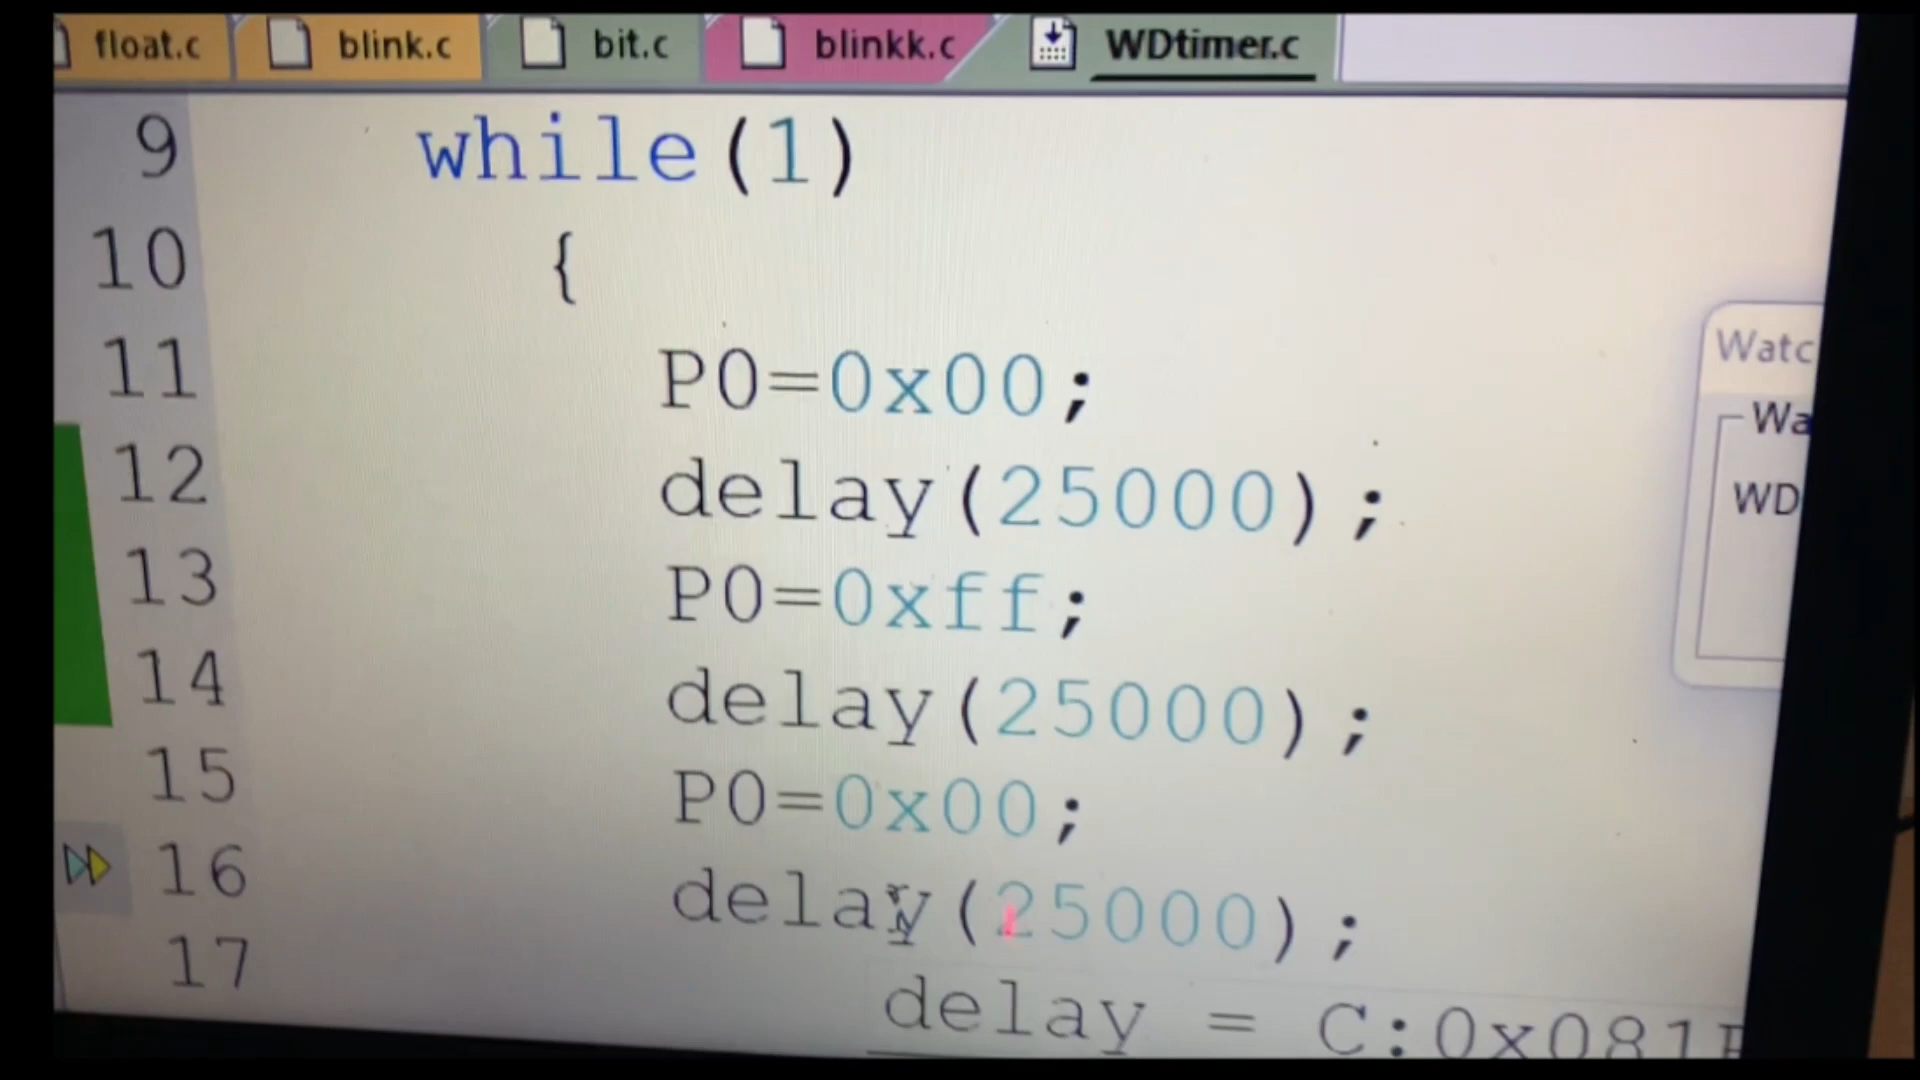 float.c blink.c bit.c blinkk.c WDtimer.c
9 while(1)
10 {
11 P0=0x00;
12 delay(25000);
13 P0=0xff;
14 delay(25000);
15 P0=0x00;
16 delay(25000);
17
delay = C:0x081
Watc
Wa
WD